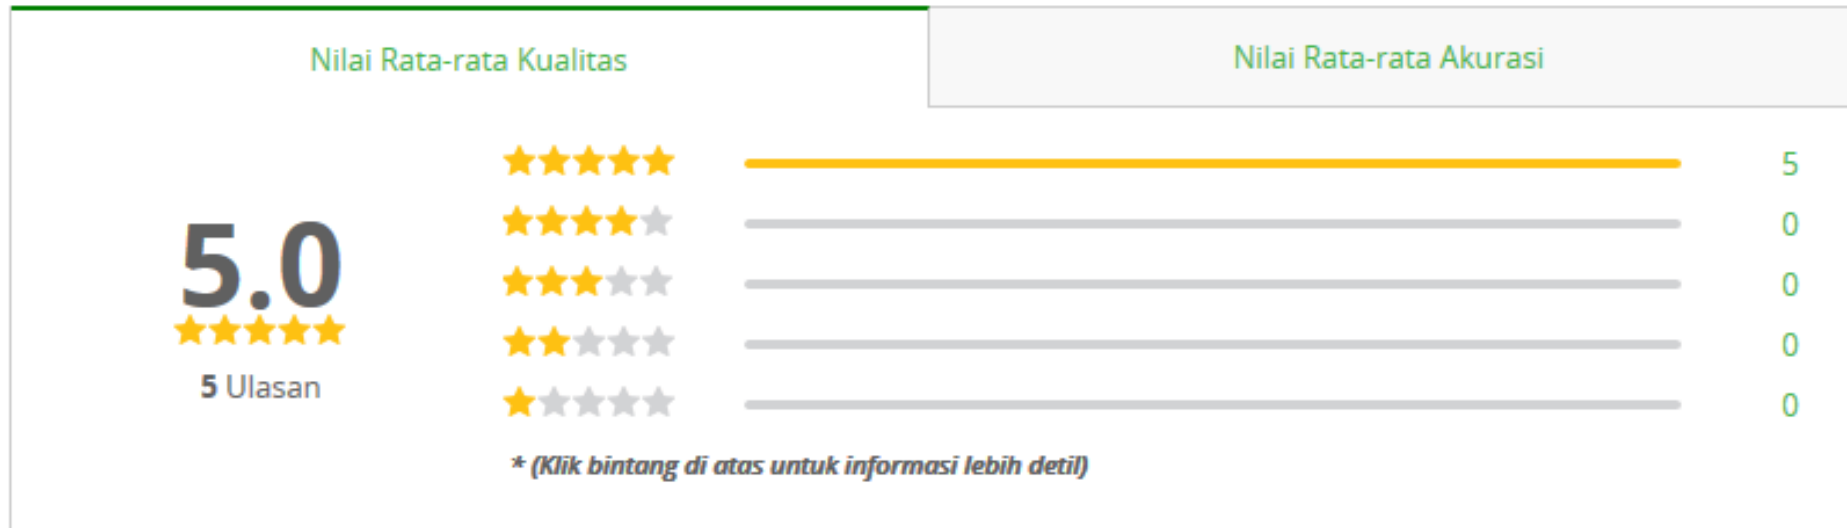 Nilai Rata-rata Kualitas
Nilai Rata-rata Akurasi
5.0
5 Ulasan
5
0
0
0
0
* (Klik bintang di atas untuk informasi lebih detil)